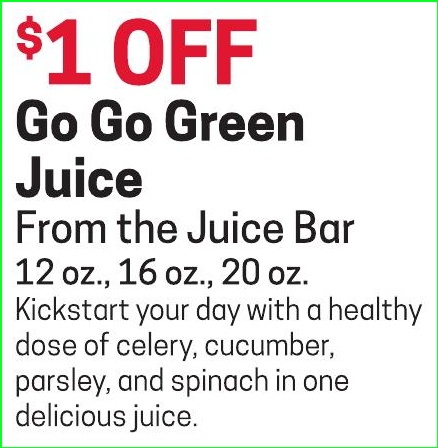 $1 OFF
Go Go Green
Juice
From the Juice Bar
12 oz., 16 oz., 20 oz.
Kickstart your day with a healthy
dose of celery, cucumber,
parsley, and spinach in one
delicious juice.